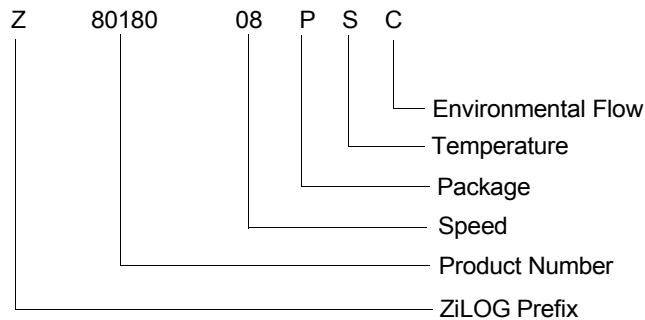 Z 80180 08 P S C
Environmental Flow
Temperature
Package
Speed
Product Number
ZiLOG Prefix